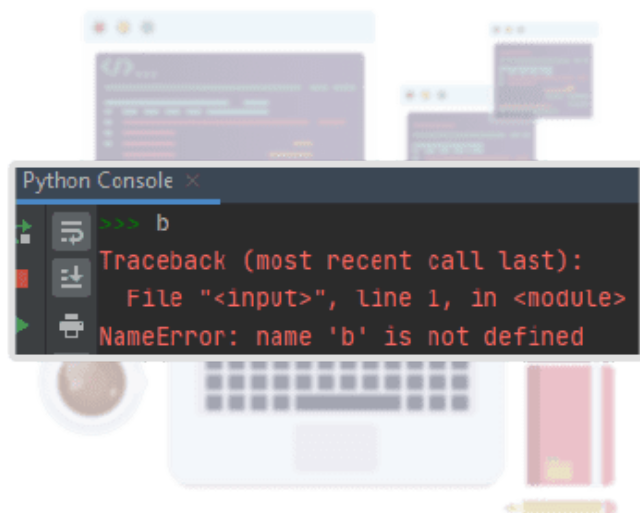 </>...
Python Console ×
>>> b
Traceback (most recent call last):
  File "<input>", line 1, in <module>
NameError: name 'b' is not defined